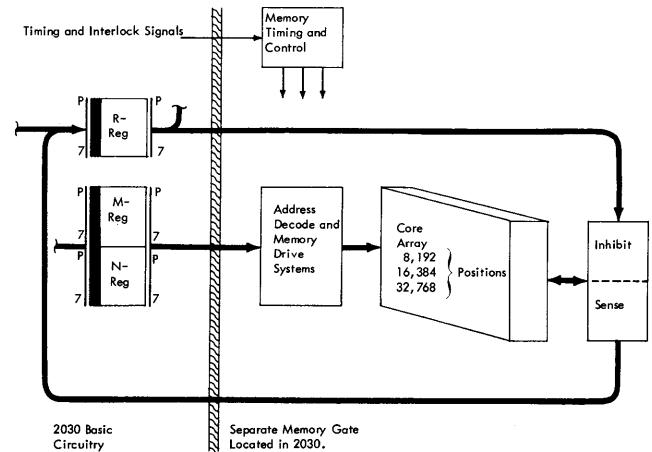 Timing and Interlock Signals
Memory
Timing and
Control
P
P
R-
Reg
7
7
P
P
M-
Reg
7
7
P
P
N-
Reg
7
7
Address
Decode and
Memory
Drive
Systems
Core
Array
8,192
16,384
32,768
Positions
Inhibit
Sense
2030 Basic
Circuitry
Separate Memory Gate
Located in 2030.